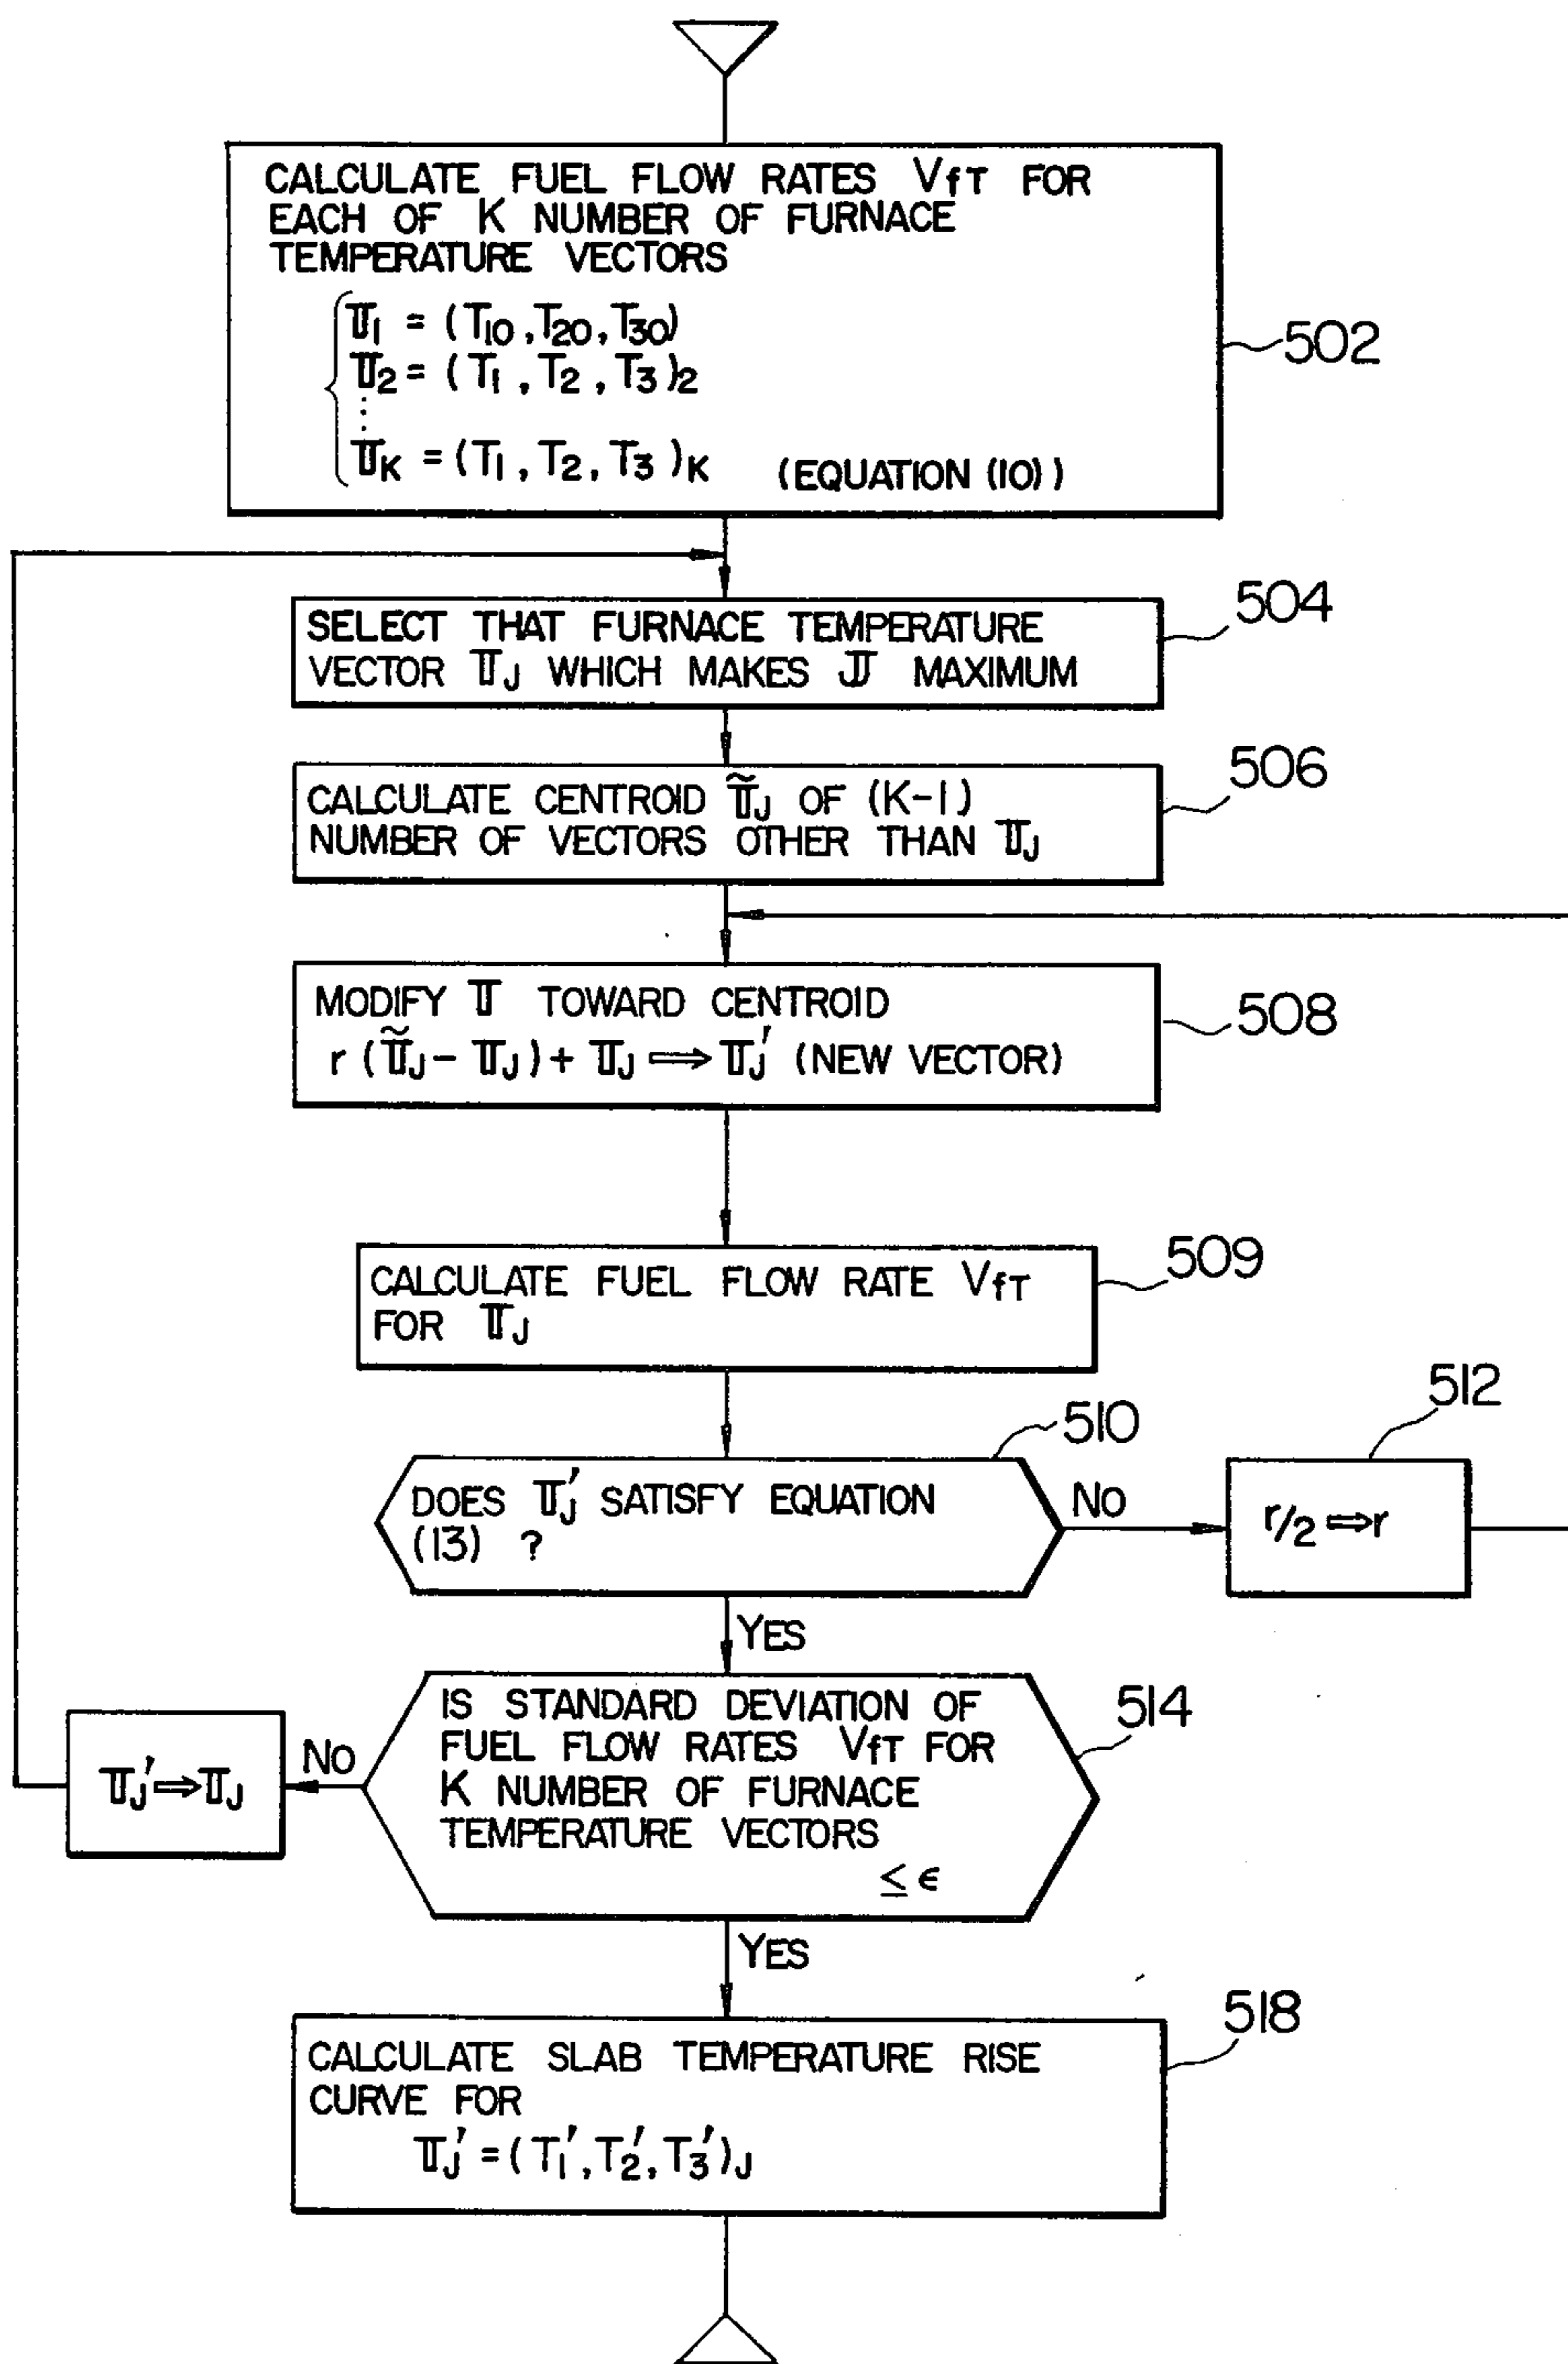 CALCULATE FUEL FLOW RATES VfT FOR
EACH OF K NUMBER OF FURNACE
TEMPERATURE VECTORS
𝕋1 = (T10, T20, T30)
𝕋2 = (T1, T2, T3)2
⋮
𝕋K = (T1, T2, T3)K (EQUATION (10))
502
SELECT THAT FURNACE TEMPERATURE
VECTOR 𝕋J WHICH MAKES 𝕁 MAXIMUM
504
CALCULATE CENTROID 𝕋̃J OF (K-1)
NUMBER OF VECTORS OTHER THAN 𝕋J
506
MODIFY 𝕋 TOWARD CENTROID
r (𝕋̃J - 𝕋J) + 𝕋J ⟹ 𝕋J' (NEW VECTOR)
508
CALCULATE FUEL FLOW RATE VfT
FOR 𝕋J
509
DOES 𝕋J' SATISFY EQUATION
(13) ?
510
NO
r/2 ⟹ r
512
YES
IS STANDARD DEVIATION OF
FUEL FLOW RATES VfT FOR
K NUMBER OF FURNACE
TEMPERATURE VECTORS
≤ ϵ
514
NO
𝕋J' ⟹ 𝕋J
YES
CALCULATE SLAB TEMPERATURE RISE
CURVE FOR
𝕋J' = (T1', T2', T3')J
518